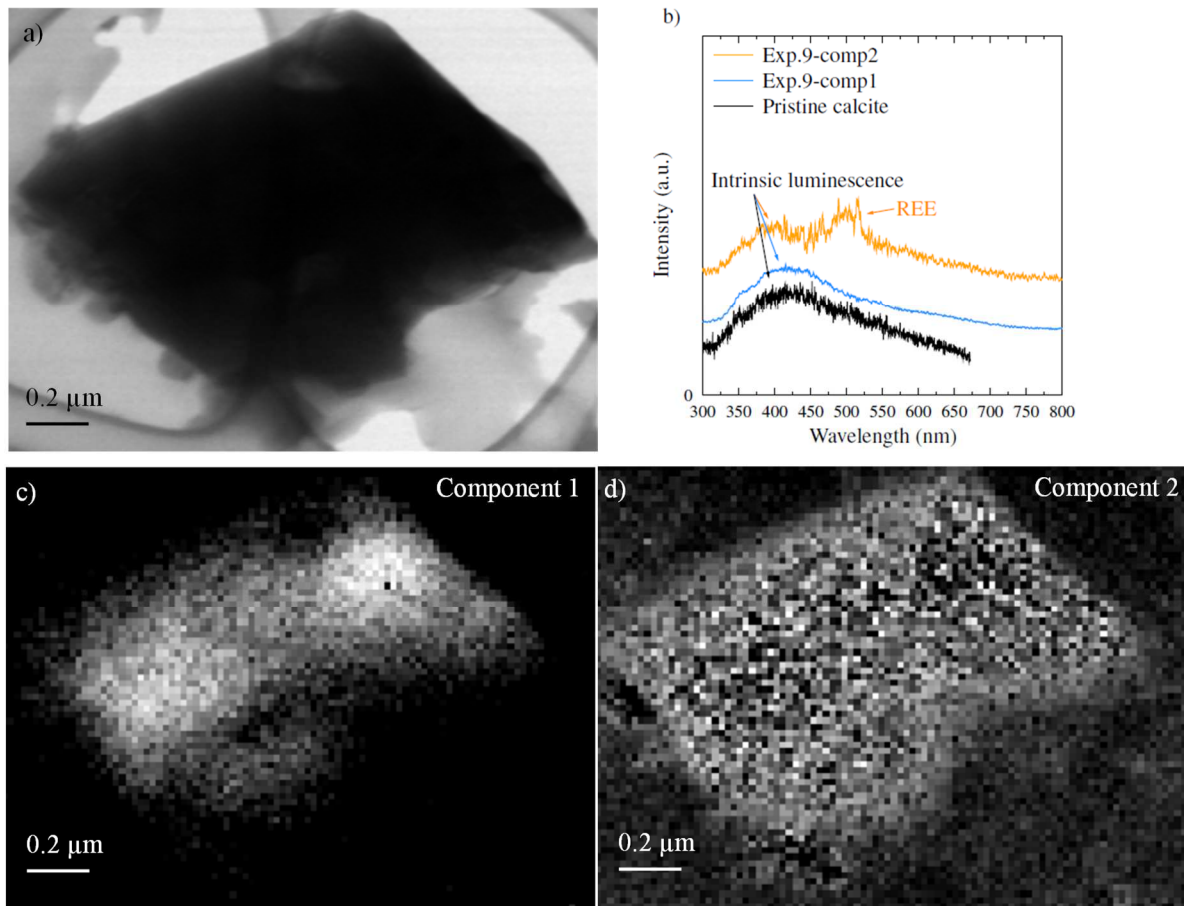 a)
0.2 µm
b)
Exp.9-comp2
Exp.9-comp1
Pristine calcite
Intrinsic luminescence
REE
Intensity (a.u.)
0
300 350 400 450 500 550 600 650 700 750 800
Wavelength (nm)
c)
Component 1
0.2 µm
d)
Component 2
0.2 µm